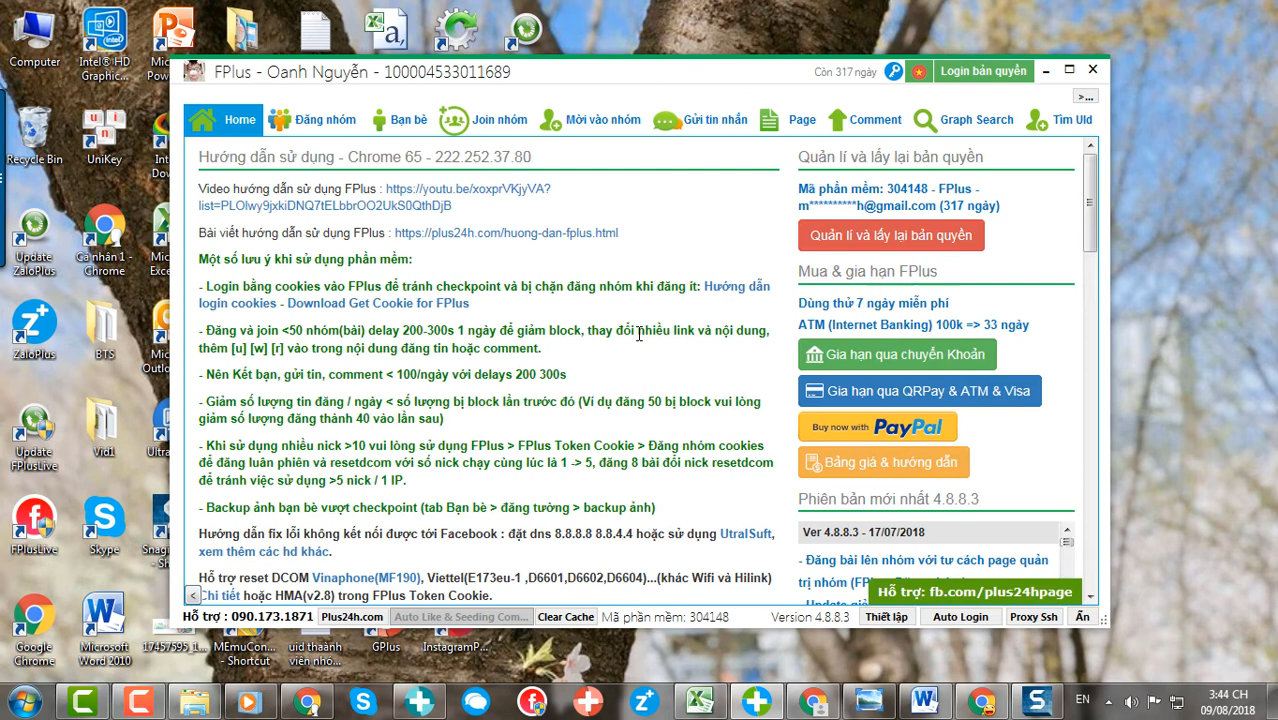 Computer
Intel® HD Graphic...
Recycle Bin
UniKey
Update ZaloPlus
Cá nhân 1 - Chrome
ZaloPlus
BTS
Update FPlusLive
Vid1
FPlusLive
Skype
Google Chrome
Microsoft Word 2010
17457595_1...
MEmuCon... - Shortcut
uid thaành viên nhó...
GPlus
InstagramP...
FPlus - Oanh Nguyễn - 100004533011689
Còn 317 ngày
Login bản quyền
>...
Home
Đăng nhóm
Bạn bè
Join nhóm
Mời vào nhóm
Gửi tin nhắn
Page
Comment
Graph Search
Tìm UId
Hướng dẫn sử dụng - Chrome 65 - 222.252.37.80
Video hướng dẫn sử dụng FPlus : https://youtu.be/xoxprVKjyVA?
list=PLOlwy9jxkiDNQ7tELbbrOO2UkS0QthDjB
Bài viết hướng dẫn sử dụng FPlus : https://plus24h.com/huong-dan-fplus.html
Một số lưu ý khi sử dụng phần mềm:
- Login bằng cookies vào FPlus để tránh checkpoint và bị chặn đăng nhóm khi đăng ít: Hướng dẫn
login cookies - Download Get Cookie for FPlus
- Đăng và join <50 nhóm(bài) delay 200-300s 1 ngày để giảm block, thay đổi nhiều link và nội dung,
thêm [u] [w] [r] vào trong nội dung đăng tin hoặc comment.
- Nên Kết bạn, gửi tin, comment < 100/ngày với delays 200 300s
- Giảm số lượng tin đăng / ngày < số lượng bị block lần trước đó (Ví dụ đăng 50 bị block vui lòng
giảm số lượng đăng thành 40 vào lần sau)
- Khi sử dụng nhiều nick >10 vui lòng sử dụng FPlus > FPlus Token Cookie > Đăng nhóm cookies
để đăng luân phiên và resetdcom với số nick chạy cùng lúc là 1 -> 5, đăng 8 bài đổi nick resetdcom
để tránh việc sử dụng >5 nick / 1 IP.
- Backup ảnh bạn bè vượt checkpoint (tab Bạn bè > đăng tường > backup ảnh)
Hướng dẫn fix lỗi không kết nối được tới Facebook : đặt dns 8.8.8.8 8.8.4.4 hoặc sử dụng UtralSuft,
xem thêm các hd khác.
Hỗ trợ reset DCOM Vinaphone(MF190), Viettel(E173eu-1 ,D6601,D6602,D6604)...(khác Wifi và Hilink)
Chi tiết hoặc HMA(v2.8) trong FPlus Token Cookie.
Quản lí và lấy lại bản quyền
Mã phần mềm: 304148 - FPlus -
m**********h@gmail.com (317 ngày)
Quản lí và lấy lại bản quyền
Mua & gia hạn FPlus
Dùng thử 7 ngày miễn phí
ATM (Internet Banking) 100k => 33 ngày
Gia hạn qua chuyển Khoản
Gia hạn qua QRPay & ATM & Visa
Buy now with PayPal
Bảng giá & hướng dẫn
Phiên bản mới nhất 4.8.8.3
Ver 4.8.8.3 - 17/07/2018
- Đăng bài lên nhóm với tư cách page quản
trị nhóm
Hỗ trợ: fb.com/plus24hpage
<
Hỗ trợ : 090.173.1871
Plus24h.com
Auto Like & Seeding Com...
Clear Cache
Mã phần mềm: 304148
Version 4.8.8.3
Thiết lập
Auto Login
Proxy Ssh
Ẩn
EN
3:44 CH
09/08/2018